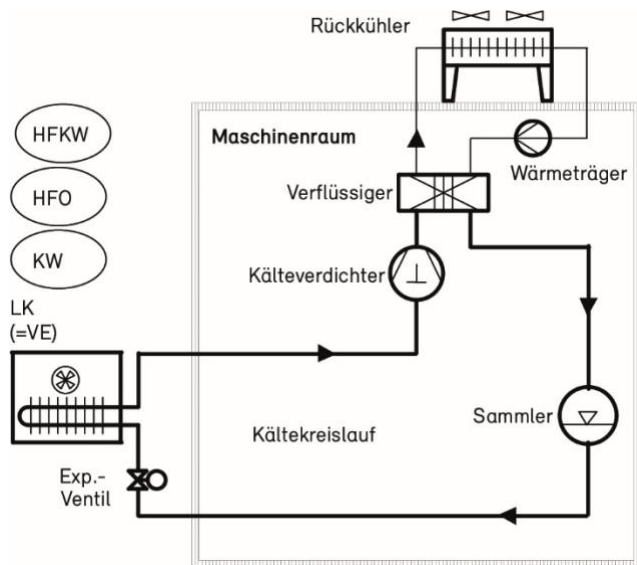 Rückkühler
HFKW
Maschinenraum
Wärmeträger
HFO
Verflüssiger
KW
Kälteverdichter
LK
(=VE)
Sammler
Kältekreislauf
Exp.-
Ventil